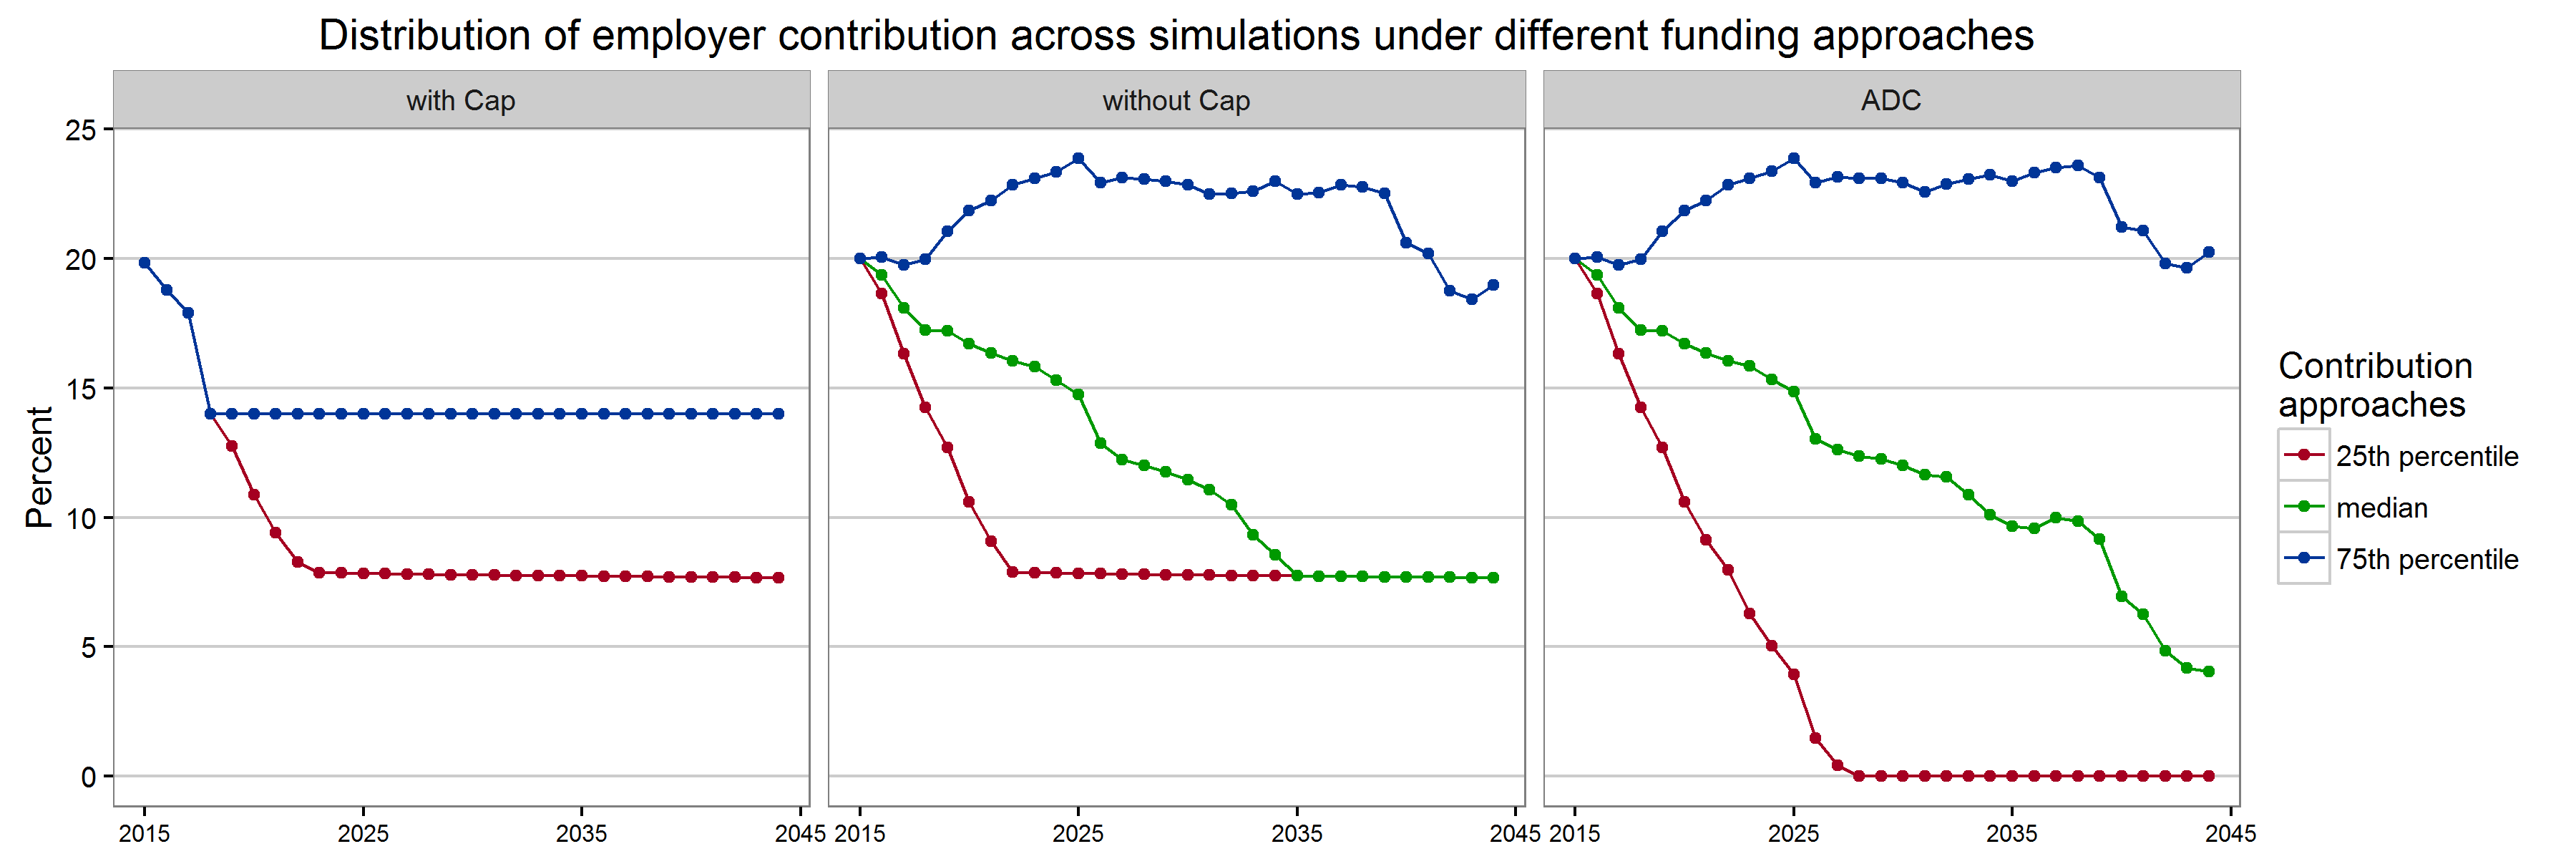 Distribution of employer contribution across simulations under different funding approaches
with Cap
without Cap
ADC
Percent
25
20
15
10
5
0
2015 2025 2035 2045
2015 2025 2035 2045
2015 2025 2035 2045
Contribution
approaches
25th percentile
median
75th percentile